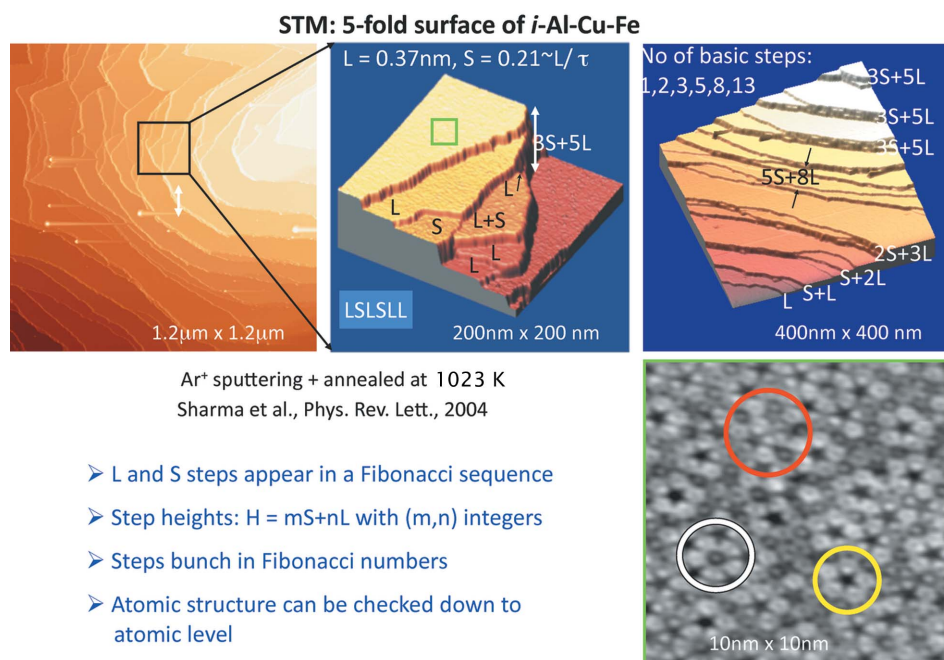 STM: 5-fold surface of i-Al-Cu-Fe
1.2μm x 1.2μm
L = 0.37nm, S = 0.21~L/ τ
3S+5L
L
L
S
L+S
L
L
LSLSLL
200nm x 200 nm
No of basic steps:
1,2,3,5,8,13
3S+5L
3S+5L
3S+5L
5S+8L
2S+3L
S+2L
S+L
L
400nm x 400 nm
Ar⁺ sputtering + annealed at 1023 K
Sharma et al., Phys. Rev. Lett., 2004
➢ L and S steps appear in a Fibonacci sequence
➢ Step heights: H = mS+nL with (m,n) integers
➢ Steps bunch in Fibonacci numbers
➢ Atomic structure can be checked down to
atomic level
10nm x 10nm